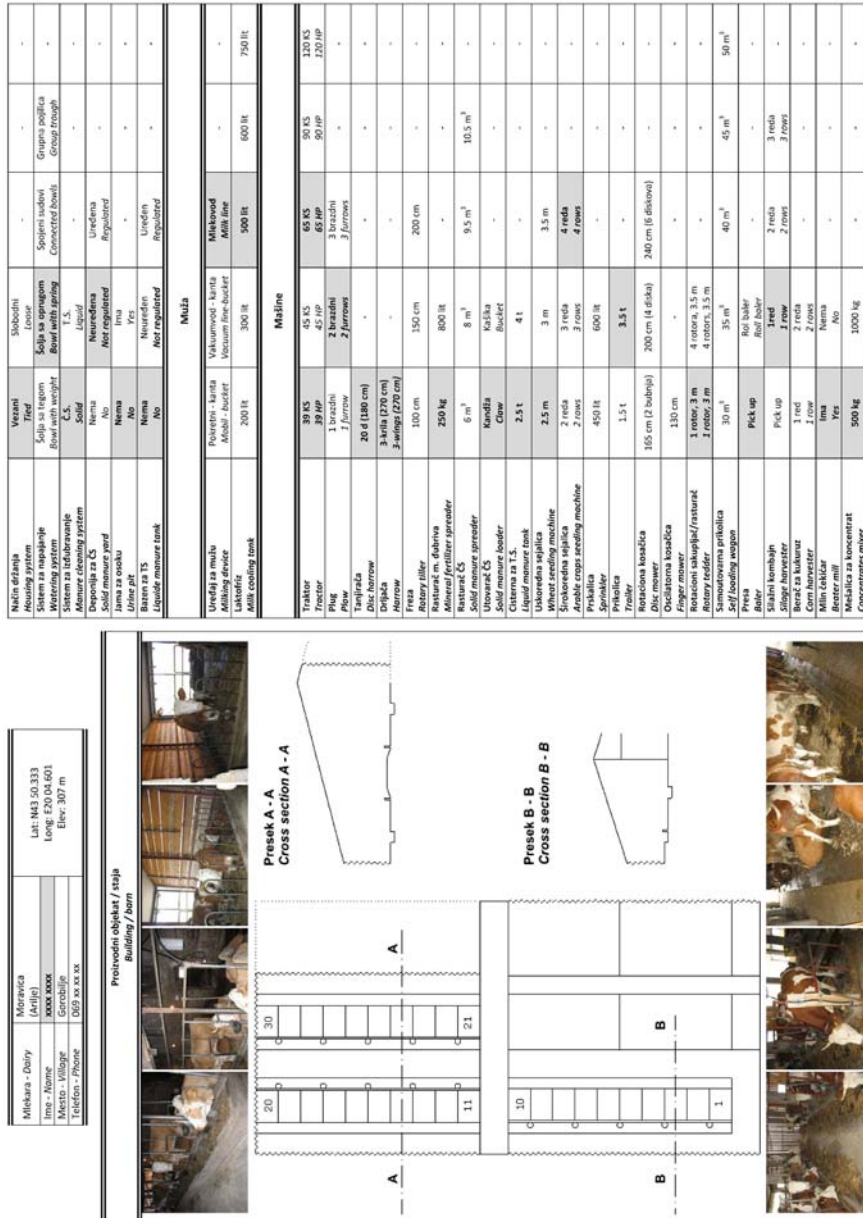 Mlekara - Dairy Moravica (Arilje) Lat: N43 50.333
Ime - Name xxxx xxxx Long: E20 04.601
Mesto - Village Gorobilje Elev: 307 m
Telefon - Phone 069 xx xx xx
Proizvodni objekat / staja
Building / barn
20 30
A A
11 21
10
B B
1
Presek A - A
Cross section A - A
Presek B - B
Cross section B - B
Način držanja Vezani Slobodni - - -
Housing system Tied Loose
Sistem za napajanje Šolja sa tegom Šolja sa oprugom Spojeni sudovi Grupna pojilica -
Watering system Bowl with weight Bowl with spring Connected bowls Group trough
Sistem za izđubravanje Č.S. T.S. - - -
Manure cleaning system Solid Liquid
Deponija za ČS Nema Neuređena Uređena - -
Solid manure yard No Not regulated Regulated
Jama za osoku Nema Ima - - -
Urine pit No Yes
Bazen za TS Nema Neuređen Uređen - -
Liquide manure tank No Not regulated Regulated
Muža
Uređaj za mužu Pokretni - kanta Vakuumvod - kanta Mlekovod - -
Milking device Mobil - bucket Vacuum line-bucket Milk line
Laktofriz 200 lit 300 lit 500 lit 600 lit 750 lit
Milk cooling tank
Mašine
Traktor 39 KS 45 KS 65 KS 90 KS 120 KS
Tractor 39 HP 45 HP 65 HP 90 HP 120 HP
Plug 1 brazdni 2 brazdni 3 brazdni - -
Plow 1 furrow 2 furrows 3 furrows
Tanjirača 20 d (180 cm) - - - -
Disc harrow
Drljača 3-krila (270 cm) - - - -
Harrow 3-wings (270 cm)
Freza 100 cm 150 cm 200 cm - -
Rotary tiller
Rasturač m. đubriva 250 kg 800 lit - - -
Mineral fertilizer spreader
Rasturač ČS 6 m³ 8 m³ 9.5 m³ 10.5 m³ -
Solid manure spreader
Utovarač ČS Kandža Kašika - - -
Solid manure loader Claw Bucket
Cisterna za T.S. 2.5 t 4 t - - -
Liquid manure tank
Uskoredna sejalica 2.5 m 3 m 3.5 m - -
Wheat seeding machine
Širokoredna sejalica 2 reda 3 reda 4 reda - -
Arable crops seeding machine 2 rows 3 rows 4 rows
Prskalica 450 lit 600 lit - - -
Sprinkler
Prikolica 1.5 t 3.5 t - - -
Trailer
Rotaciona kosačica 165 cm (2 bubnja) 200 cm (4 diska) 240 cm (6 diskova) - -
Disc mower
Oscilatorna kosačica 130 cm - - - -
Finger mower
Rotacioni sakupljač/rasturač 1 rotor, 3 m 4 rotora, 3.5 m - - -
Rotary tedder 1 rotor, 3 m 4 rotors, 3.5 m
Samoutovarna prikolica 30 m³ 35 m³ 40 m³ 45 m³ 50 m³
Self loading wagon
Presa Pick up Rol baler - - -
Baler Roll baler
Silažni kombajn Pick up 1red 2 reda 3 reda -
Silage harvester 1 row 2 rows 3 rows
Berač za kukuruz 1 red 2 reda - - -
Corn harvester 1 row 2 rows
Mlin čekićar Ima Nema - - -
Beater mill Yes No
Mešalica za koncentrat 500 kg 1000 kg - - -
Concentrates mixer